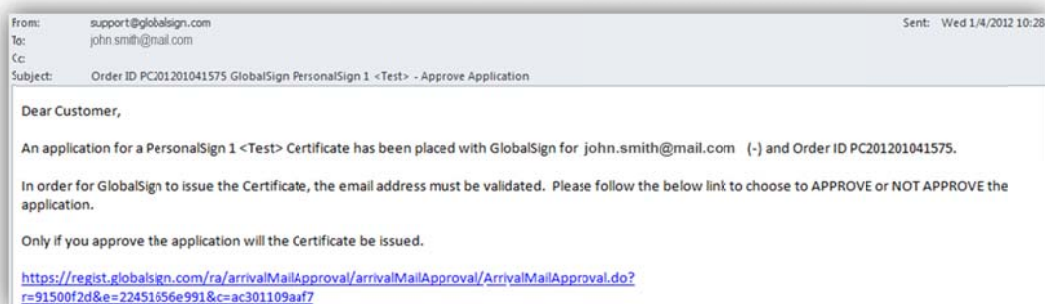 From: support@globalsign.com Sent: Wed 1/4/2012 10:28
To: john.smith@mail.com
Cc:
Subject: Order ID PC201201041575 GlobalSign PersonalSign 1 <Test> - Approve Application
Dear Customer,
An application for a PersonalSign 1 <Test> Certificate has been placed with GlobalSign for john.smith@mail.com (-) and Order ID PC201201041575.
In order for GlobalSign to issue the Certificate, the email address must be validated. Please follow the below link to choose to APPROVE or NOT APPROVE the
application.
Only if you approve the application will the Certificate be issued.
https://regist.globalsign.com/ra/arrivalMailApproval/arrivalMailApproval/ArrivalMailApproval.do?
r=91500f2d&e=22451656e991&c=ac301109aaf7